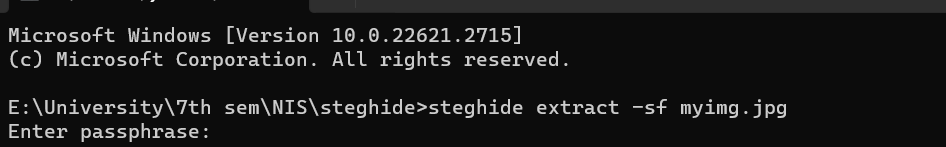 Microsoft Windows [Version 10.0.22621.2715]
(c) Microsoft Corporation. All rights reserved.
E:\University\7th sem\NIS\steghide>steghide extract -sf myimg.jpg
Enter passphrase: